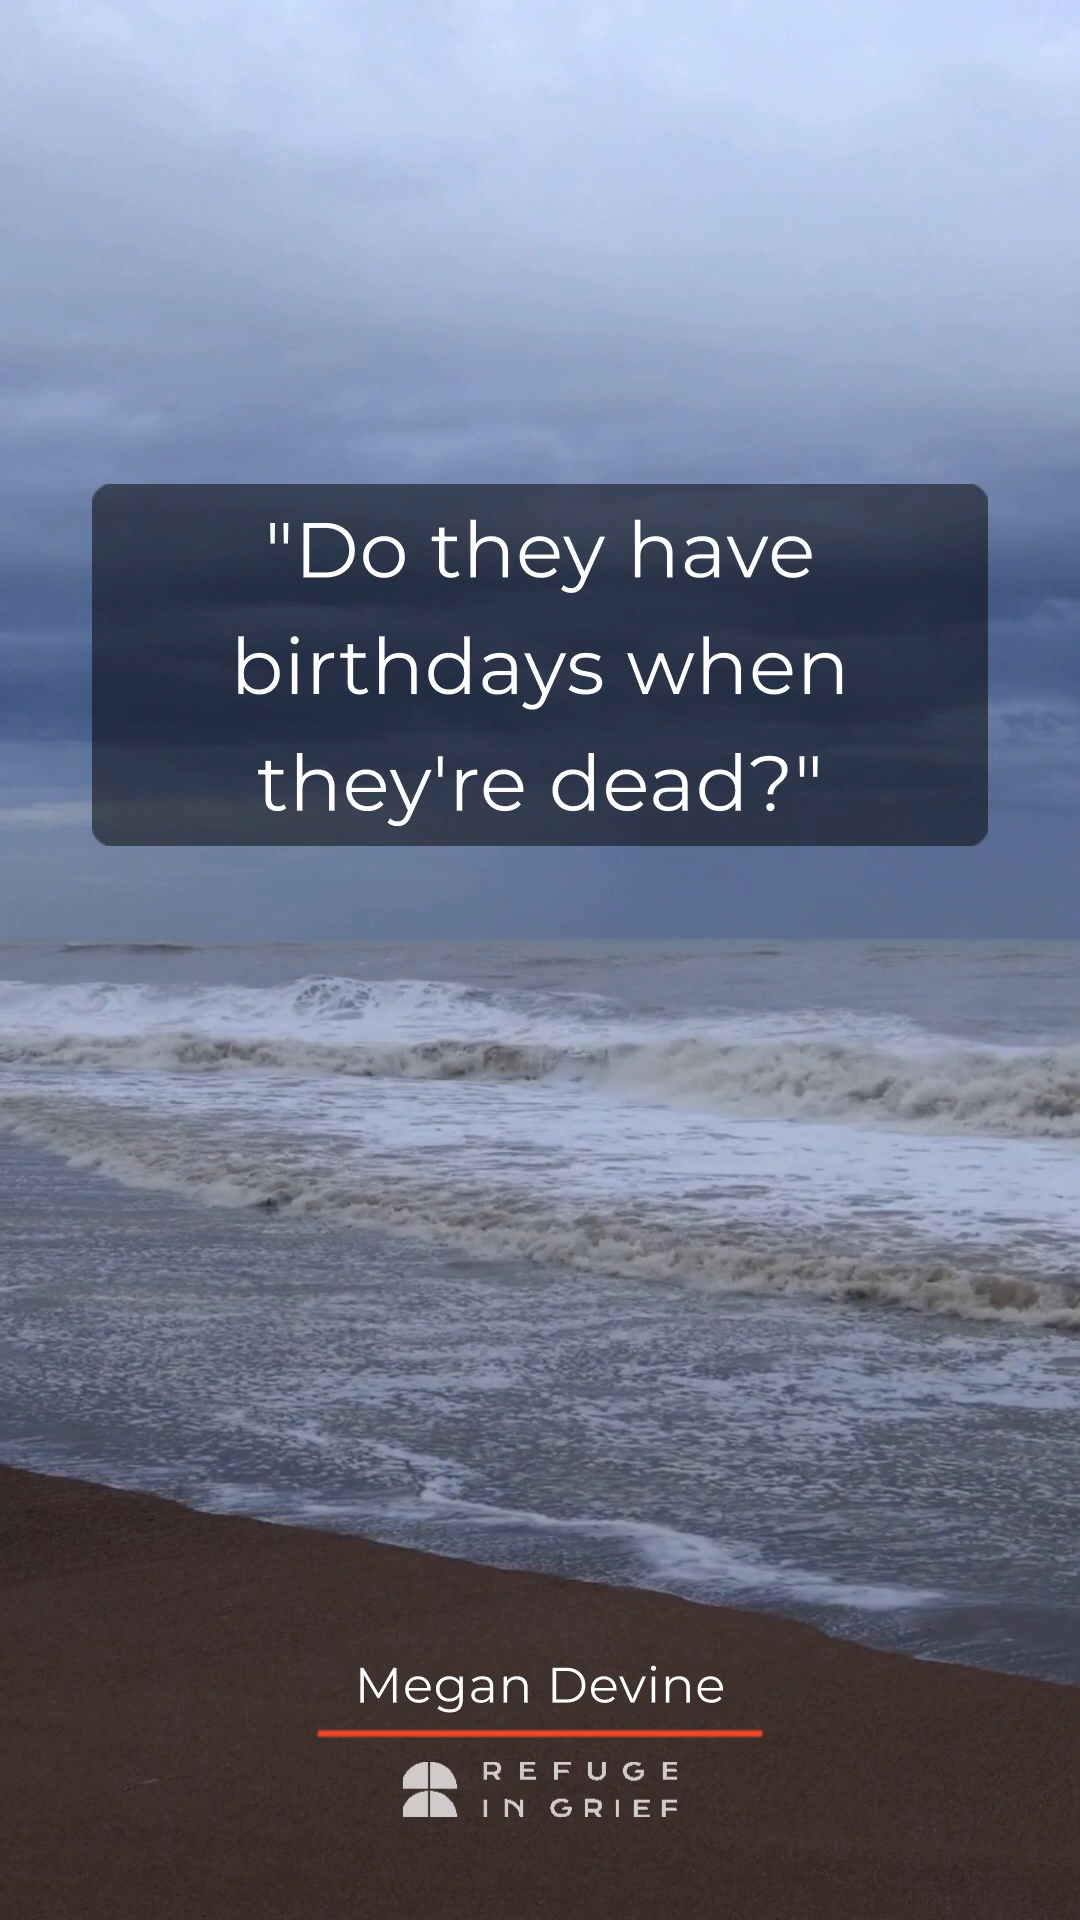 "Do they have
birthdays when
they're dead?"
Megan Devine
REFUGE
IN GRIEF